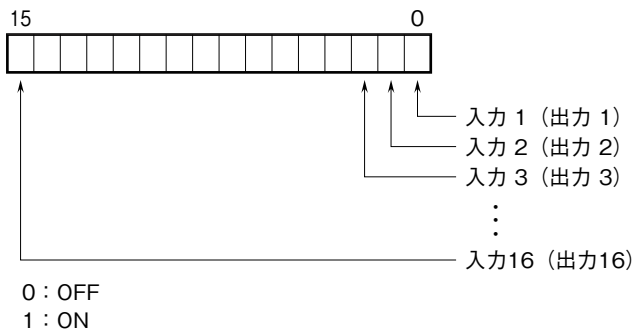 15 0
入力 1（出力 1）
入力 2（出力 2）
入力 3（出力 3）
⋮
入力16（出力16）
0：OFF
1：ON